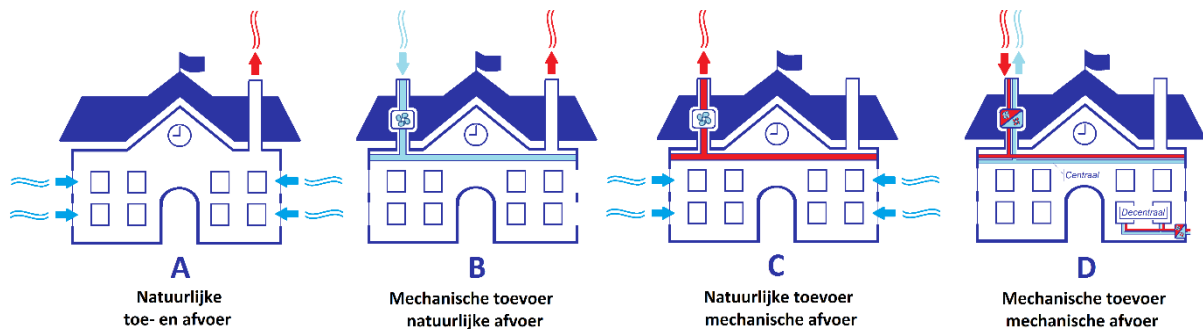 Centraal
Decentraal
A
Natuurlijke
toe- en afvoer
B
Mechanische toevoer
natuurlijke afvoer
C
Natuurlijke toevoer
mechanische afvoer
D
Mechanische toevoer
mechanische afvoer